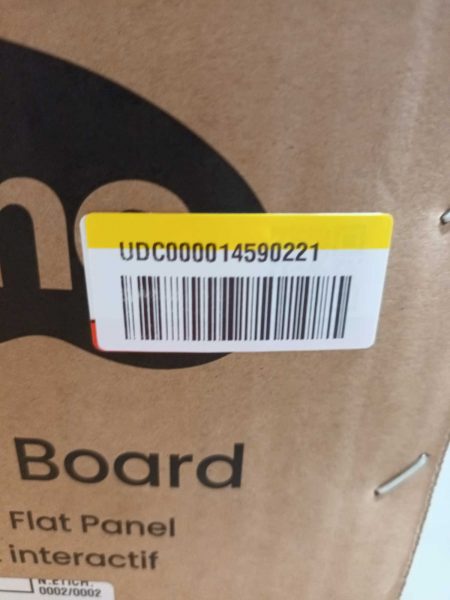 UDC000014590221
Board
Flat Panel
interactif
N.ETICH.
0002/0002